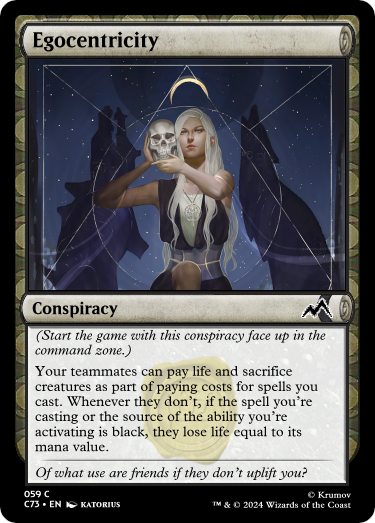 Egocentricity
Conspiracy
(Start the game with this conspiracy face up in the
command zone.)
Your teammates can pay life and sacrifice
creatures as part of paying costs for spells you
cast. Whenever they don't, if the spell you're
casting or the source of the ability you're
activating is black, they lose life equal to its
mana value.
Of what use are friends if they don't uplift you?
059 C
© Krumov
C73 • EN KATORIUS
™ & © 2024 Wizards of the Coast